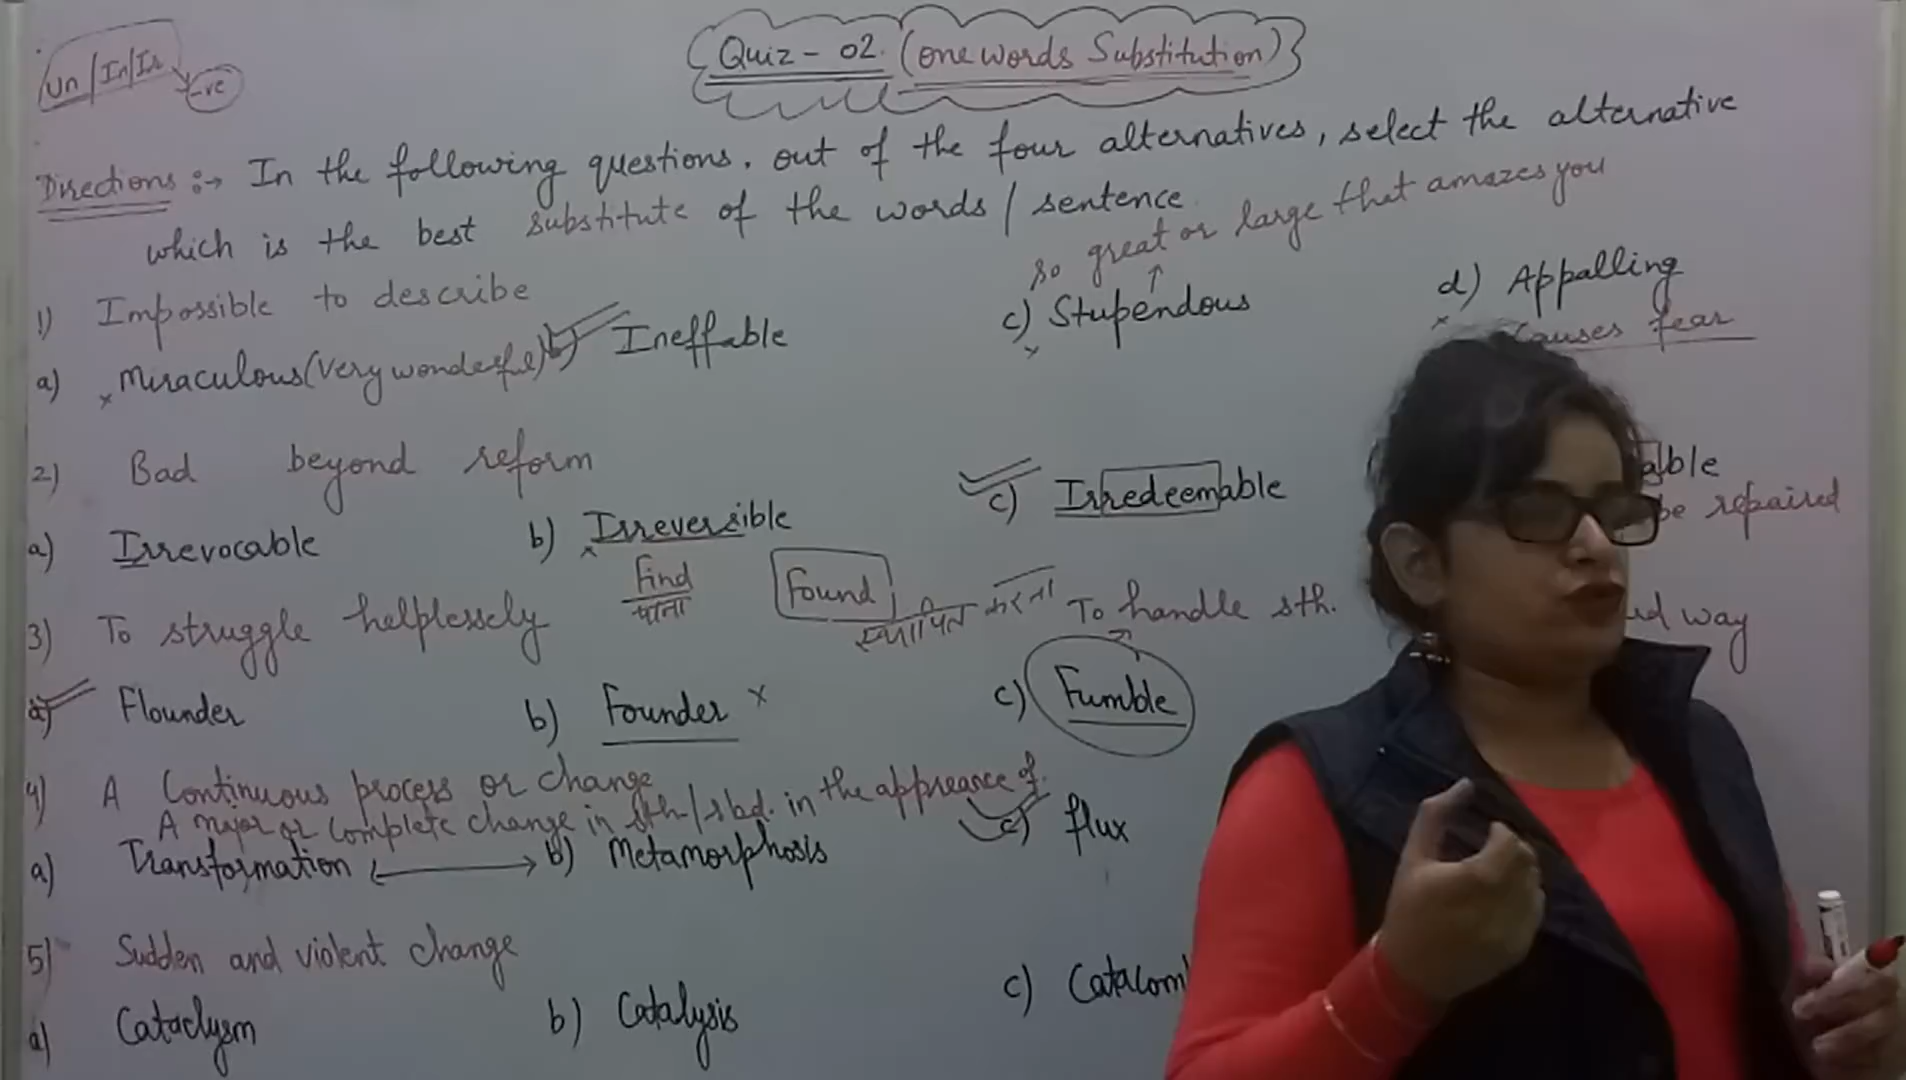 Un/In/Ir
-ve
Quiz - 02. (one words Substitution)
Directions :→ In the following questions, out of the four alternatives, select the alternative
which is the best substitute of the words / sentence
so great or large that amazes you
1) Impossible to describe
a) Miraculous (Very wonderful) b) Ineffable c) Stupendous d) Appalling
Causes fear
2) Bad beyond reform
a) Irrevocable b) Irreversible c) Irredeemable able
be repaired
Find Found
पाना स्थापित करना
3) To struggle helplessely To handle sth. way
a) Flounder b) Founder c) Fumble
4) A Continuous process or change
A major or complete change in sth/sbd. in the appreance of.
a) Transformation b) Metamorphosis c) flux
5) Sudden and violent change
a) Cataclysm b) Catalysis c) Catacom